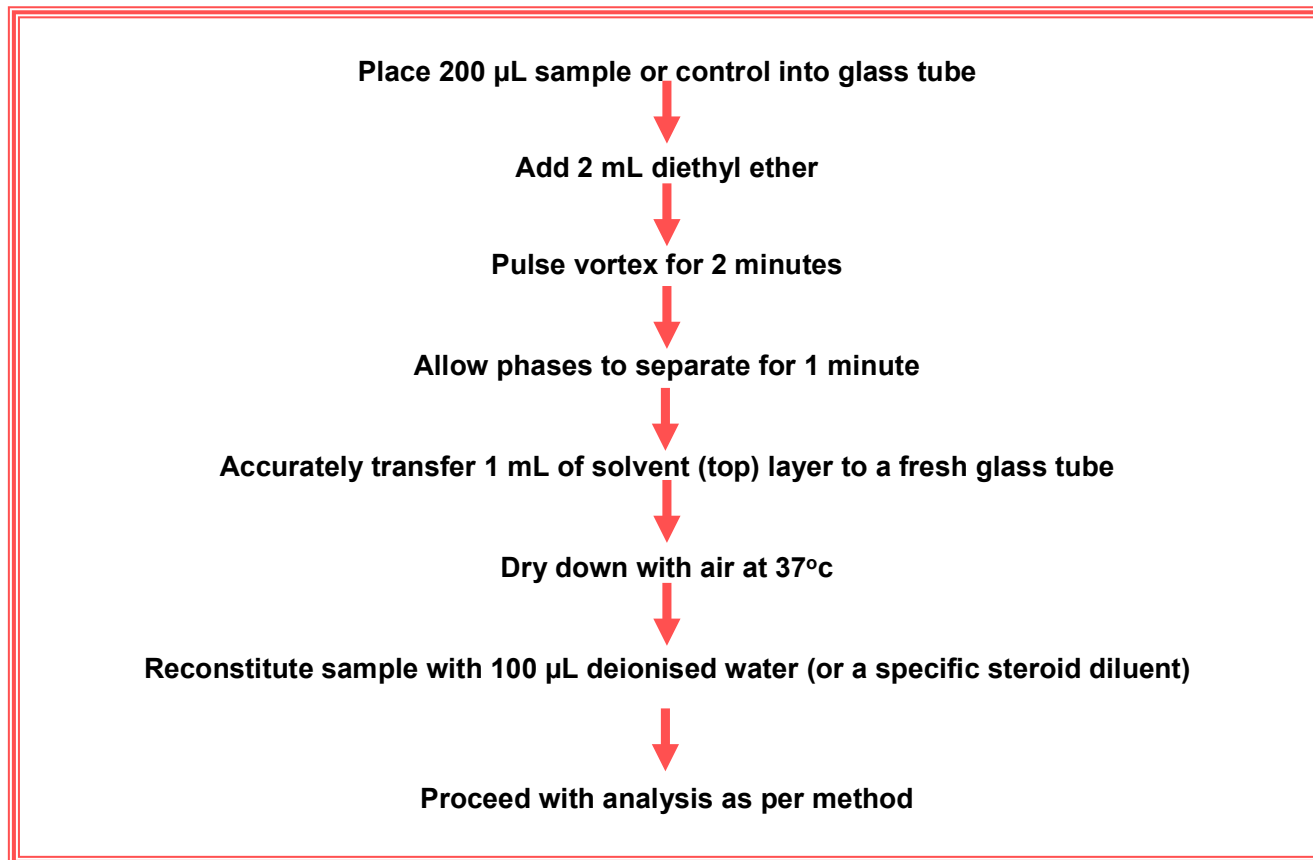 Place 200 µL sample or control into glass tube
Add 2 mL diethyl ether
Pulse vortex for 2 minutes
Allow phases to separate for 1 minute
Accurately transfer 1 mL of solvent (top) layer to a fresh glass tube
Dry down with air at 37ºc
Reconstitute sample with 100 µL deionised water (or a specific steroid diluent)
Proceed with analysis as per method